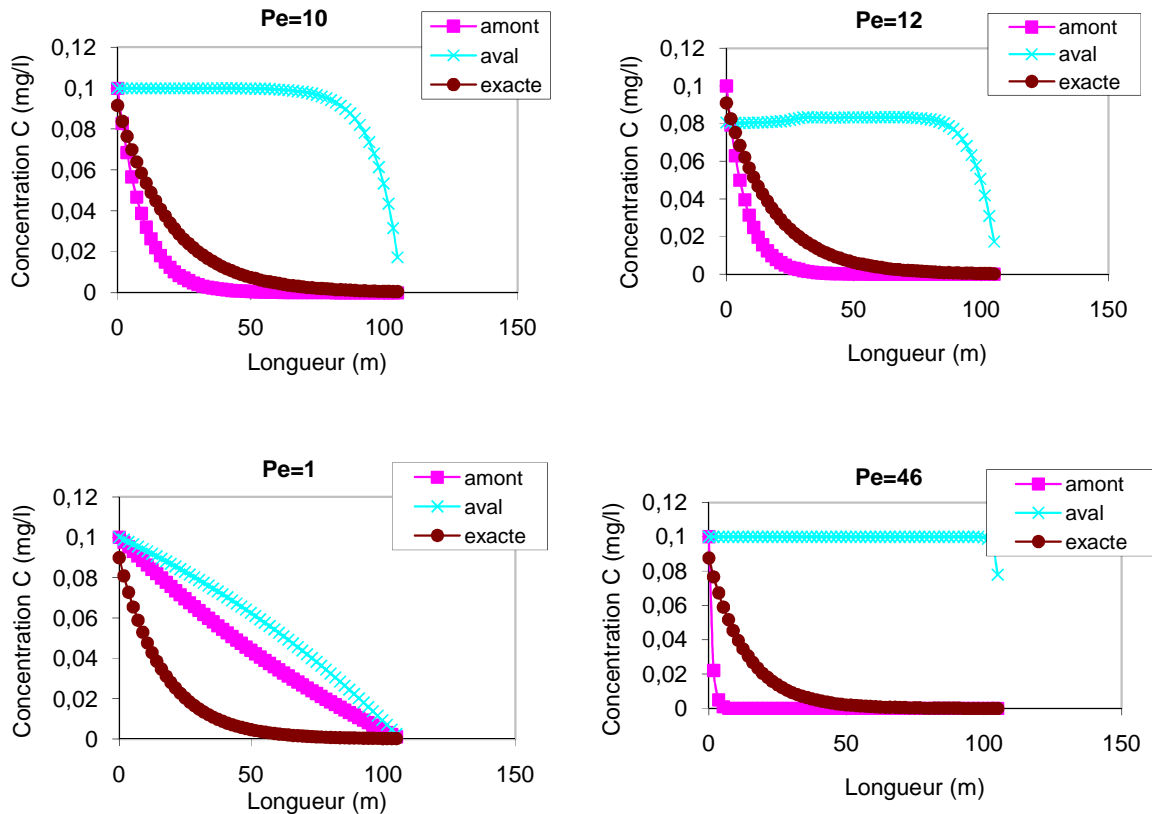 Pe=10
amont
aval
exacte
Concentration C (mg/l)
0,12
0,1
0,08
0,06
0,04
0,02
0
0 50 100 150
Longueur (m)
Pe=12
amont
aval
exacte
Concentration C (mg/l)
0,12
0,1
0,08
0,06
0,04
0,02
0
0 50 100 150
Longueur (m)
Pe=1
amont
aval
exacte
Concentration C (mg/l)
0,12
0,1
0,08
0,06
0,04
0,02
0
0 50 100 150
Longueur (m)
Pe=46
amont
aval
exacte
Concentration C (mg/l)
0,12
0,1
0,08
0,06
0,04
0,02
0
0 50 100 150
Longueur (m)